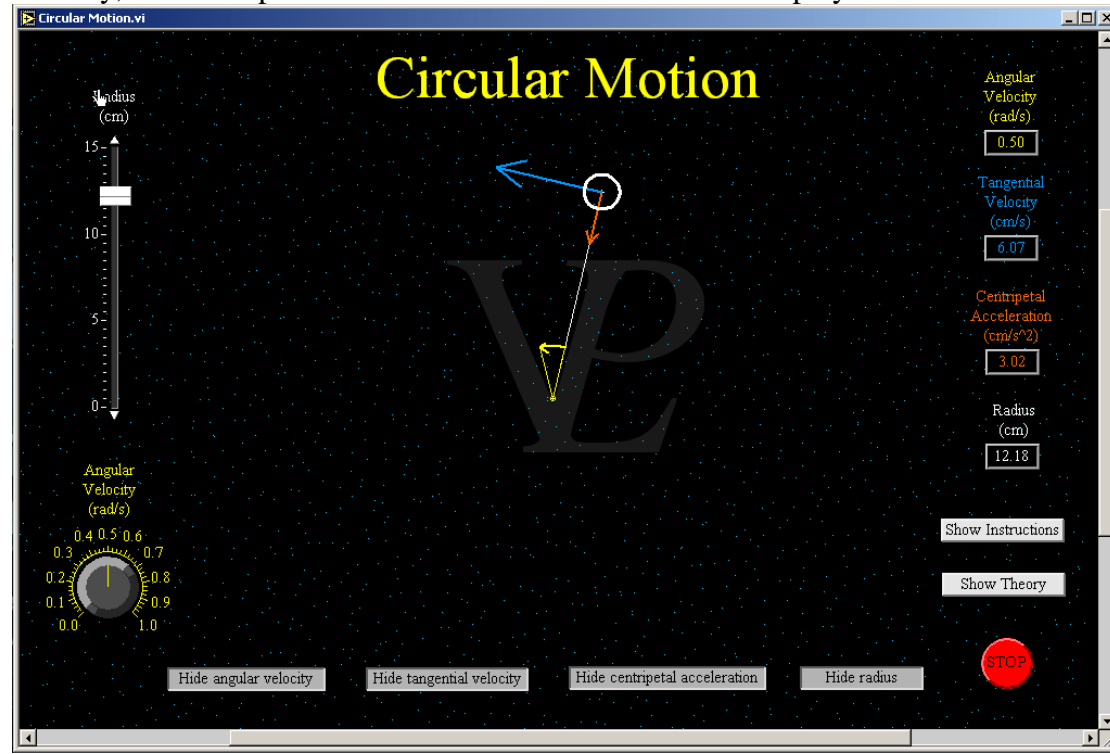 Circular Motion.vi
Circular Motion
Radius
(cm)
15
10
5
0
Angular
Velocity
(rad/s)
0.0 0.1 0.2 0.3 0.4 0.5 0.6 0.7 0.8 0.9 1.0
Angular
Velocity
(rad/s)
0.50
Tangential
Velocity
(cm/s)
6.07
Centripetal
Acceleration
(cm/s^2)
3.02
Radius
(cm)
12.18
Show Instructions
Show Theory
STOP
Hide angular velocity
Hide tangential velocity
Hide centripetal acceleration
Hide radius
VPL